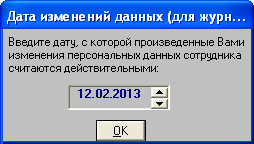 Дата изменений данных (для журн...
Введите дату, с которой произведенные Вами
изменения персональных данных сотрудника
считаются действительными:
12.02.2013
OK